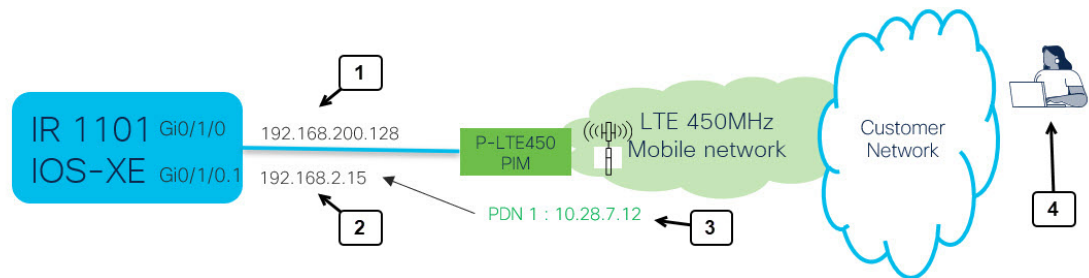 1
IR 1101 Gi0/1/0
192.168.200.128
IOS-XE Gi0/1/0.1
192.168.2.15
2
P-LTE450
PIM
LTE 450MHz
Mobile network
PDN 1 : 10.28.7.12
3
Customer
Network
4